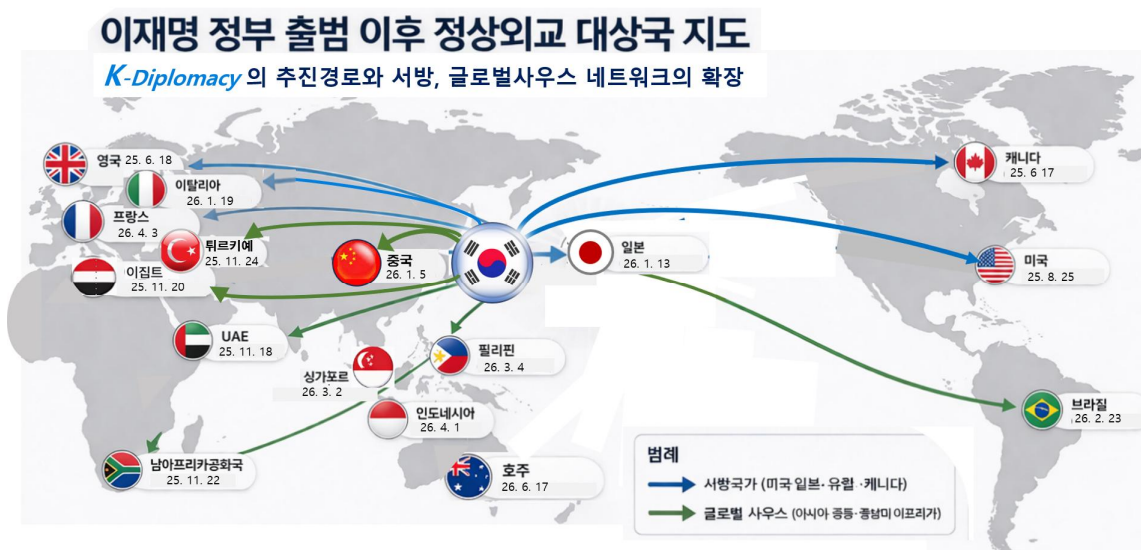 이재명 정부 출범 이후 정상외교 대상국 지도
K-Diplomacy 의 추진경로와 서방, 글로벌사우스 네트워크의 확장
영국 25. 6. 18
이탈리아
26. 1. 19
프랑스
26. 4. 3
튀르키예
25. 11. 24
이집트
25. 11. 20
중국
26. 1. 5
일본
26. 1. 13
캐니다
25. 6 17
미국
25. 8. 25
UAE
25. 11. 18
싱가포르
26. 3. 2
필리핀
26. 3. 4
인도네시아
26. 4. 1
브라질
26. 2. 23
남아프리카공화국
25. 11. 22
호주
26. 6. 17
범례
서방국가 (미국 일본· 유럽 ·케니다)
글로벌 사우스 (아시아 중동·중남미 이프리가)